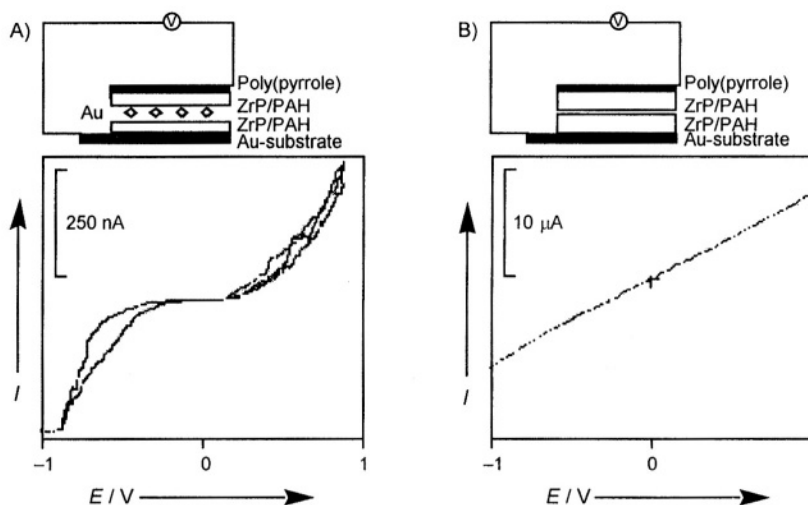 A)
V
Poly(pyrrole)
ZrP/PAH
Au
ZrP/PAH
Au-substrate
250 nA
I
–1
0
1
E / V
B)
V
Poly(pyrrole)
ZrP/PAH
ZrP/PAH
Au-substrate
10 µA
I
–1
0
E / V